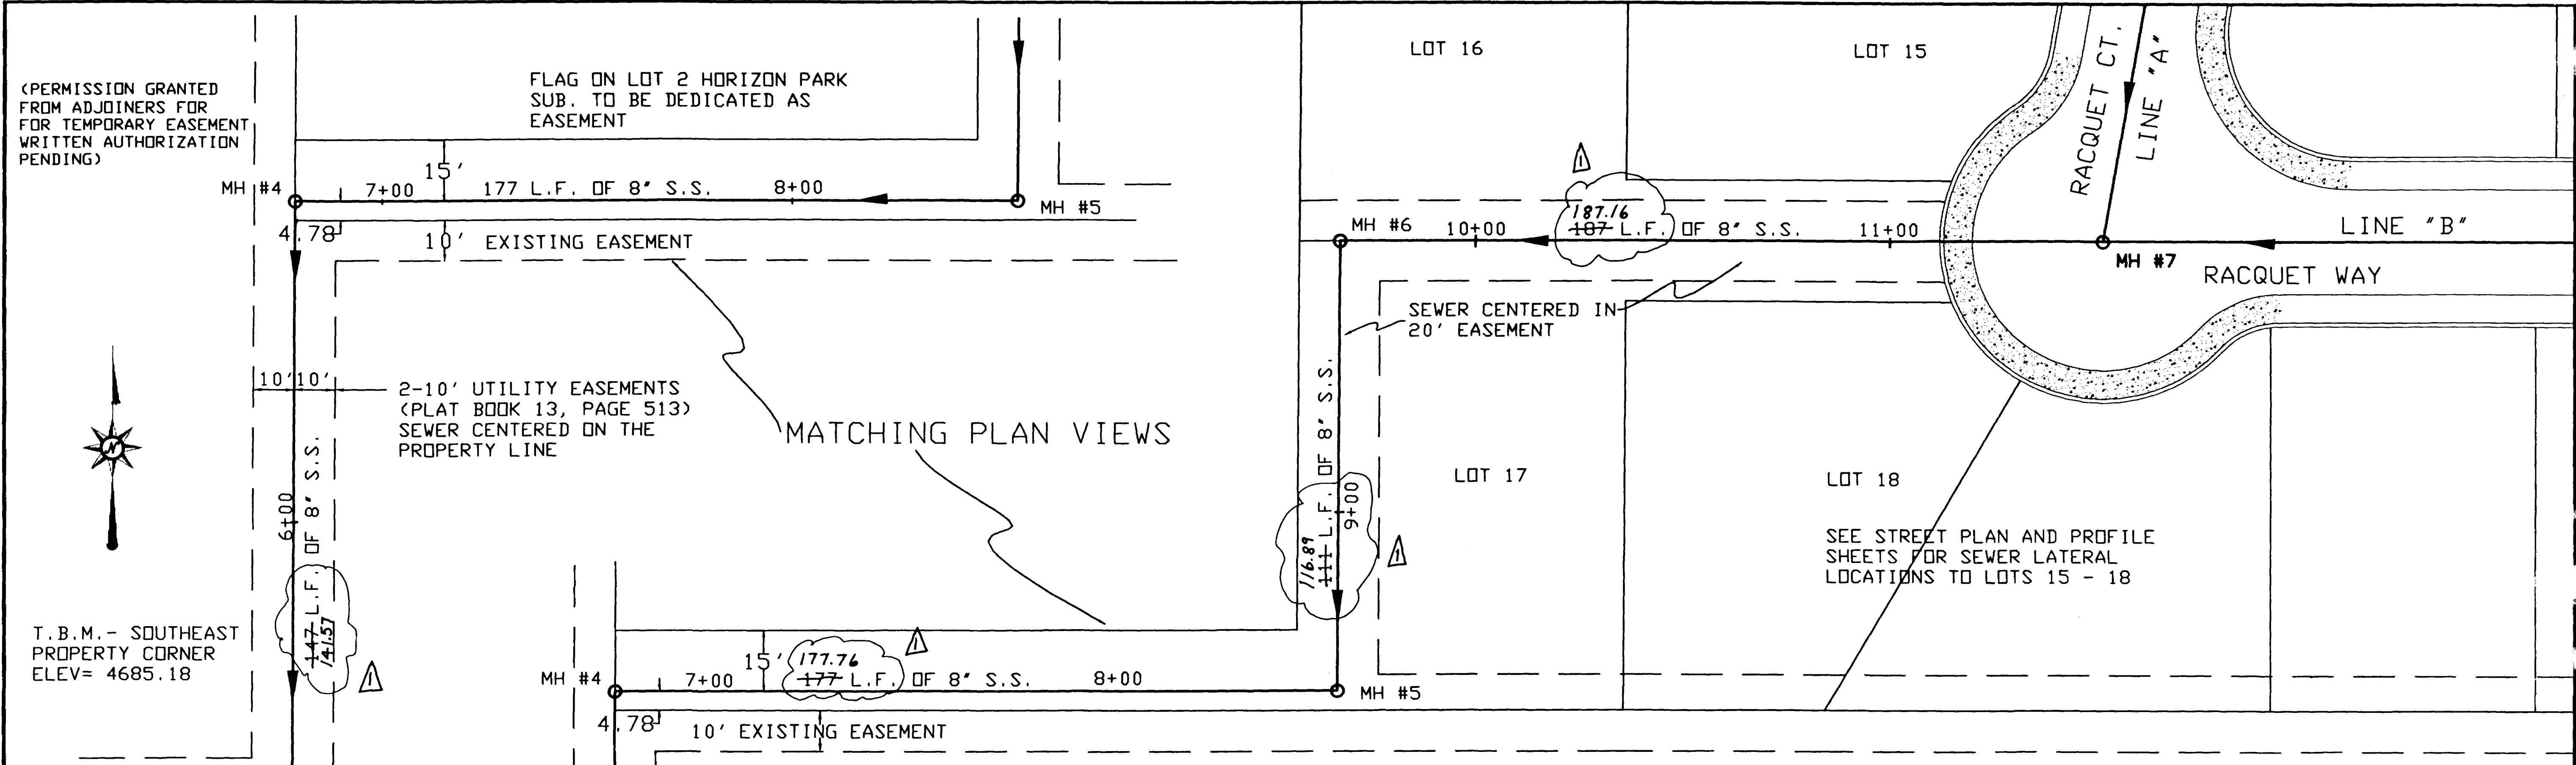 (PERMISSION GRANTED
FROM ADJOINERS FOR
FOR TEMPORARY EASEMENT
WRITTEN AUTHORIZATION
PENDING)
FLAG ON LOT 2 HORIZON PARK
SUB. TO BE DEDICATED AS
EASEMENT
15'
MH #4
7+00
177 L.F. OF 8" S.S.
8+00
MH #5
4.78
10' EXISTING EASEMENT
10' 10'
2-10' UTILITY EASEMENTS
(PLAT BOOK 13, PAGE 513)
SEWER CENTERED ON THE
PROPERTY LINE
MATCHING PLAN VIEWS
N
6+00
147 L.F. OF 8" S.S.
141.57
1
T.B.M.- SOUTHEAST
PROPERTY CORNER
ELEV= 4685.18
LOT 16
LOT 15
RACQUET CT.
LINE "A"
1
187.16
MH #6
10+00
187 L.F. OF 8" S.S.
11+00
LINE "B"
MH #7
RACQUET WAY
SEWER CENTERED IN
20' EASEMENT
116.89
111 L.F. OF 8" S.S.
9+00
1
LOT 17
LOT 18
SEE STREET PLAN AND PROFILE
SHEETS FOR SEWER LATERAL
LOCATIONS TO LOTS 15 - 18
15'
177.76
1
MH #4
7+00
177 L.F. OF 8" S.S.
8+00
MH #5
4.78
10' EXISTING EASEMENT